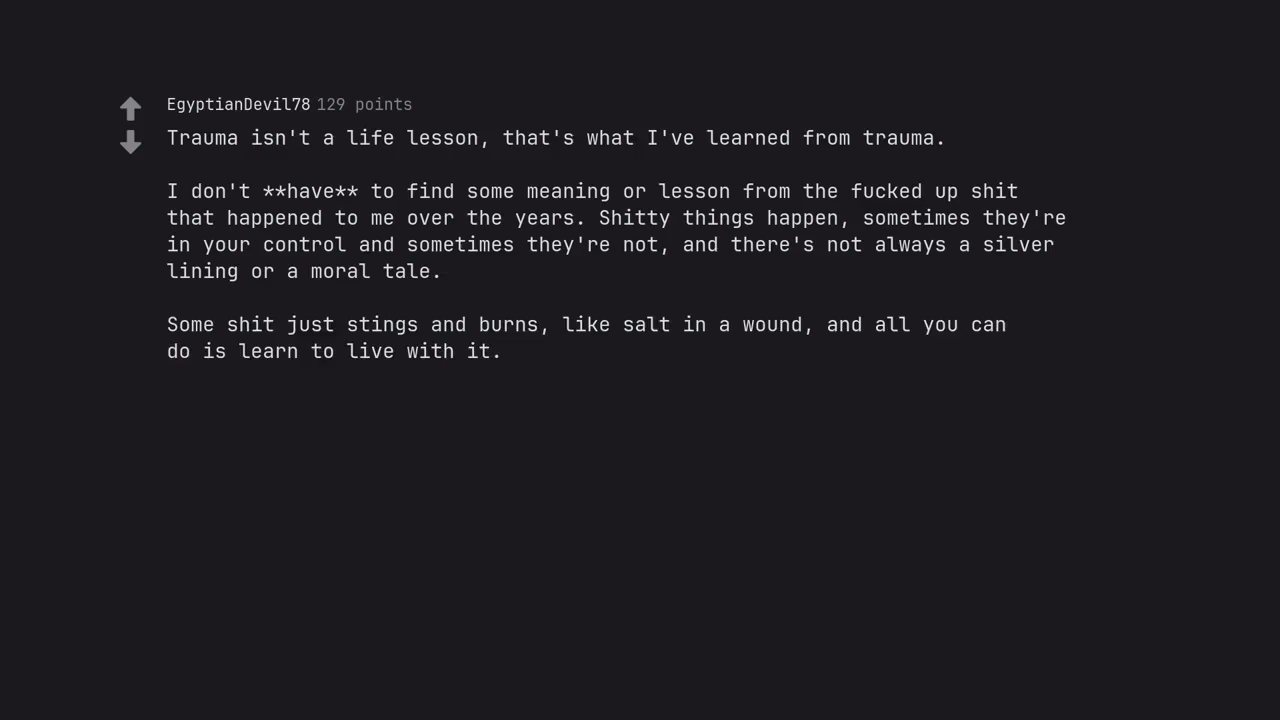 EgyptianDevil78 129 points
Trauma isn't a life lesson, that's what I've learned from trauma.
I don't **have** to find some meaning or lesson from the fucked up shit
that happened to me over the years. Shitty things happen, sometimes they're
in your control and sometimes they're not, and there's not always a silver
lining or a moral tale.
Some shit just stings and burns, like salt in a wound, and all you can
do is learn to live with it.